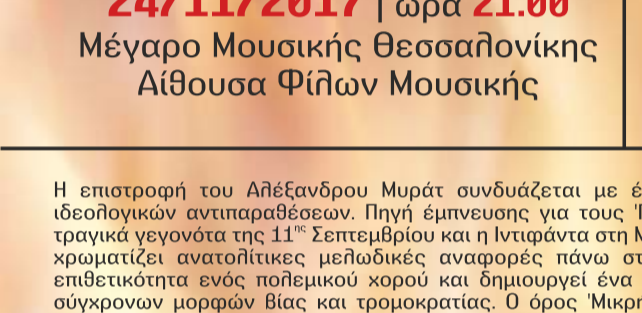 24/11/2017 | ώρα 21.00
Μέγαρο Μουσικής Θεσσαλονίκης
Αίθουσα Φίλων Μουσικής
Η επιστροφή του Αλέξανδρου Μυράτ συνδυάζεται με
ιδεολογικών αντιπαραθέσεων. Πηγή έμπνευσης για τους
τραγικά γεγονότα της 11ης Σεπτεμβρίου και η Ιντιφάντα στη
χρωματίζει ανατολίτικες μελωδικές αναφορές πάνω
επιθετικότητα ενός πολεμικού χορού και δημιουργεί ένα
σύγχρονων μορφών βίας και τρομοκρατίας. Ο όρος